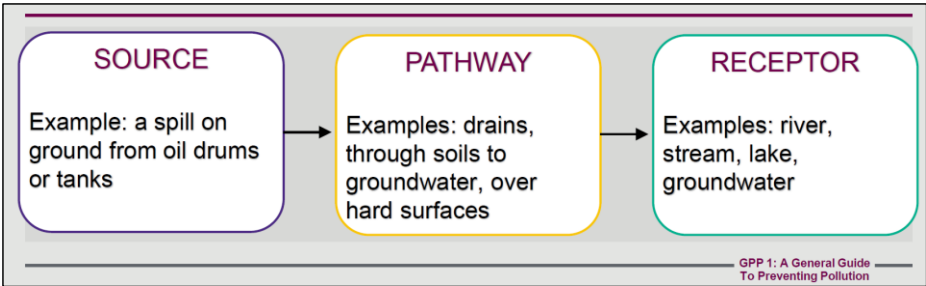 SOURCE
Example: a spill on
ground from oil drums
or tanks
PATHWAY
Examples: drains,
through soils to
groundwater, over
hard surfaces
RECEPTOR
Examples: river,
stream, lake,
groundwater
GPP 1: A General Guide
To Preventing Pollution